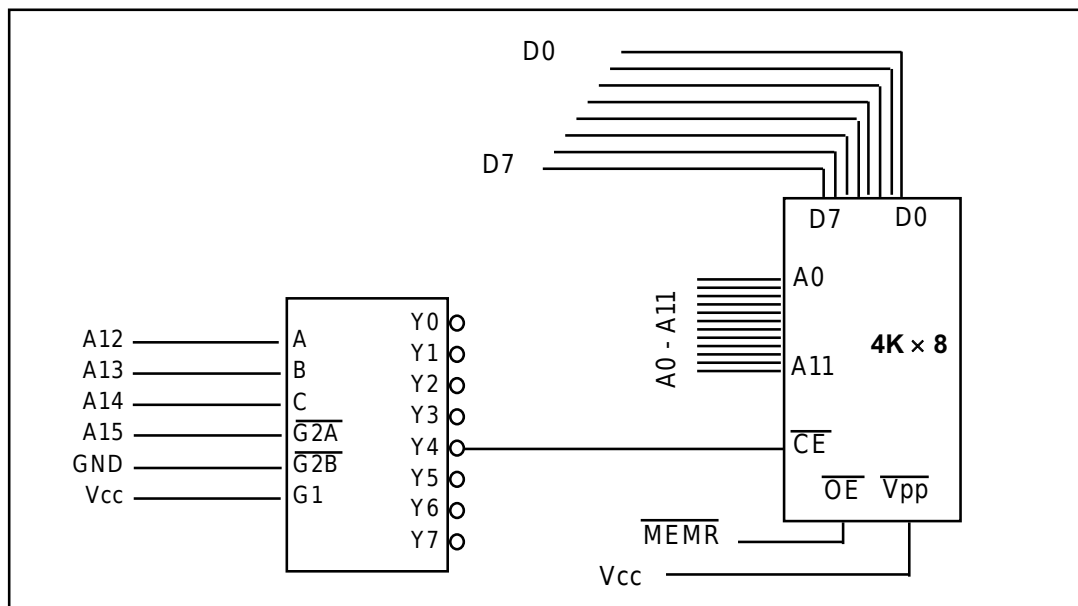 D0
D7
D7 D0
A0 - A11
A0
A11
4K × 8
A12
A13
A14
A15
GND
Vcc
A
B
C
G2A
G2B
G1
Y0
Y1
Y2
Y3
Y4
Y5
Y6
Y7
CE
OE Vpp
MEMR
Vcc